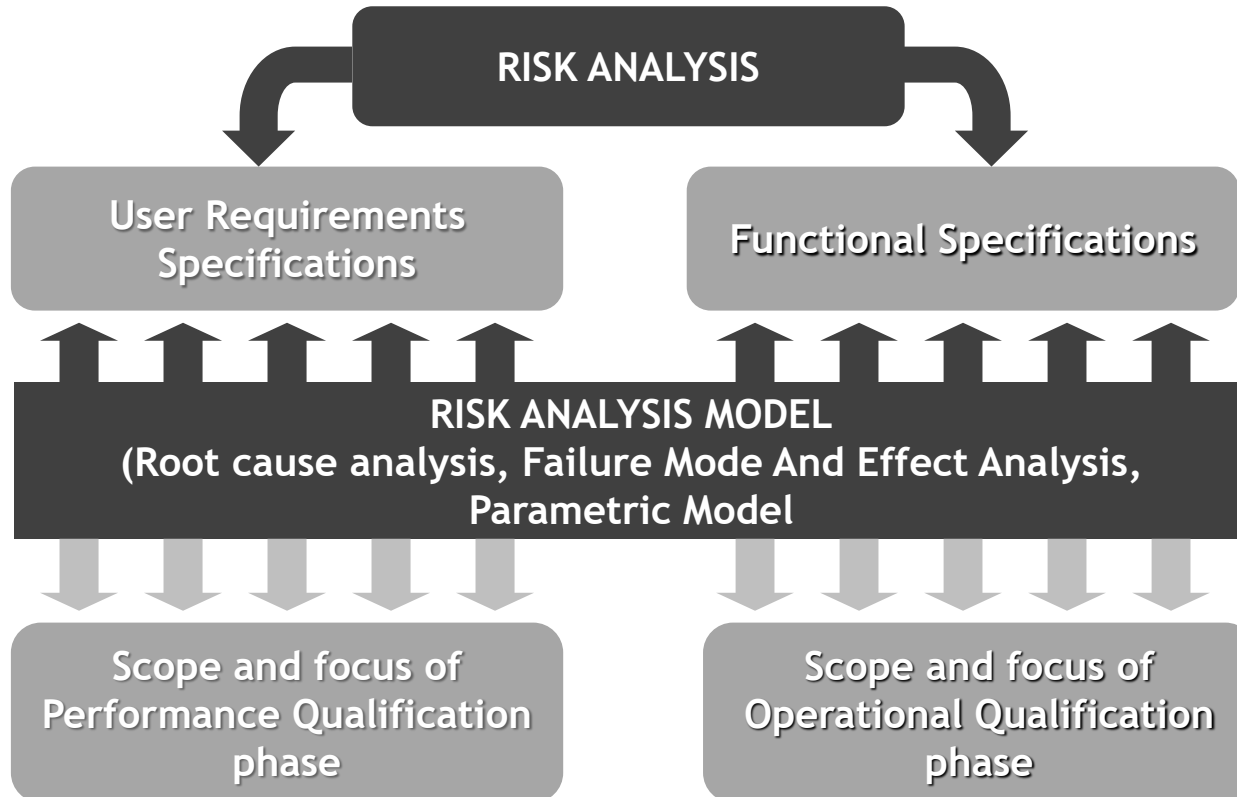 RISK ANALYSIS
User Requirements
Specifications
Functional Specifications
RISK ANALYSIS MODEL
(Root cause analysis, Failure Mode And Effect Analysis,
Parametric Model
Scope and focus of
Performance Qualification
phase
Scope and focus of
Operational Qualification
phase